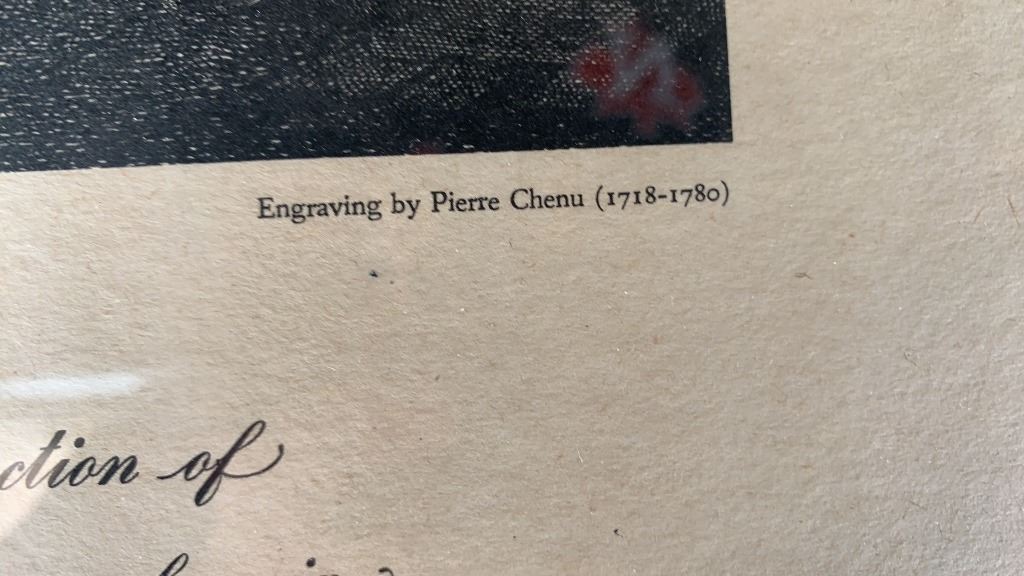 Engraving by Pierre Chenu (1718-1780)
ction of